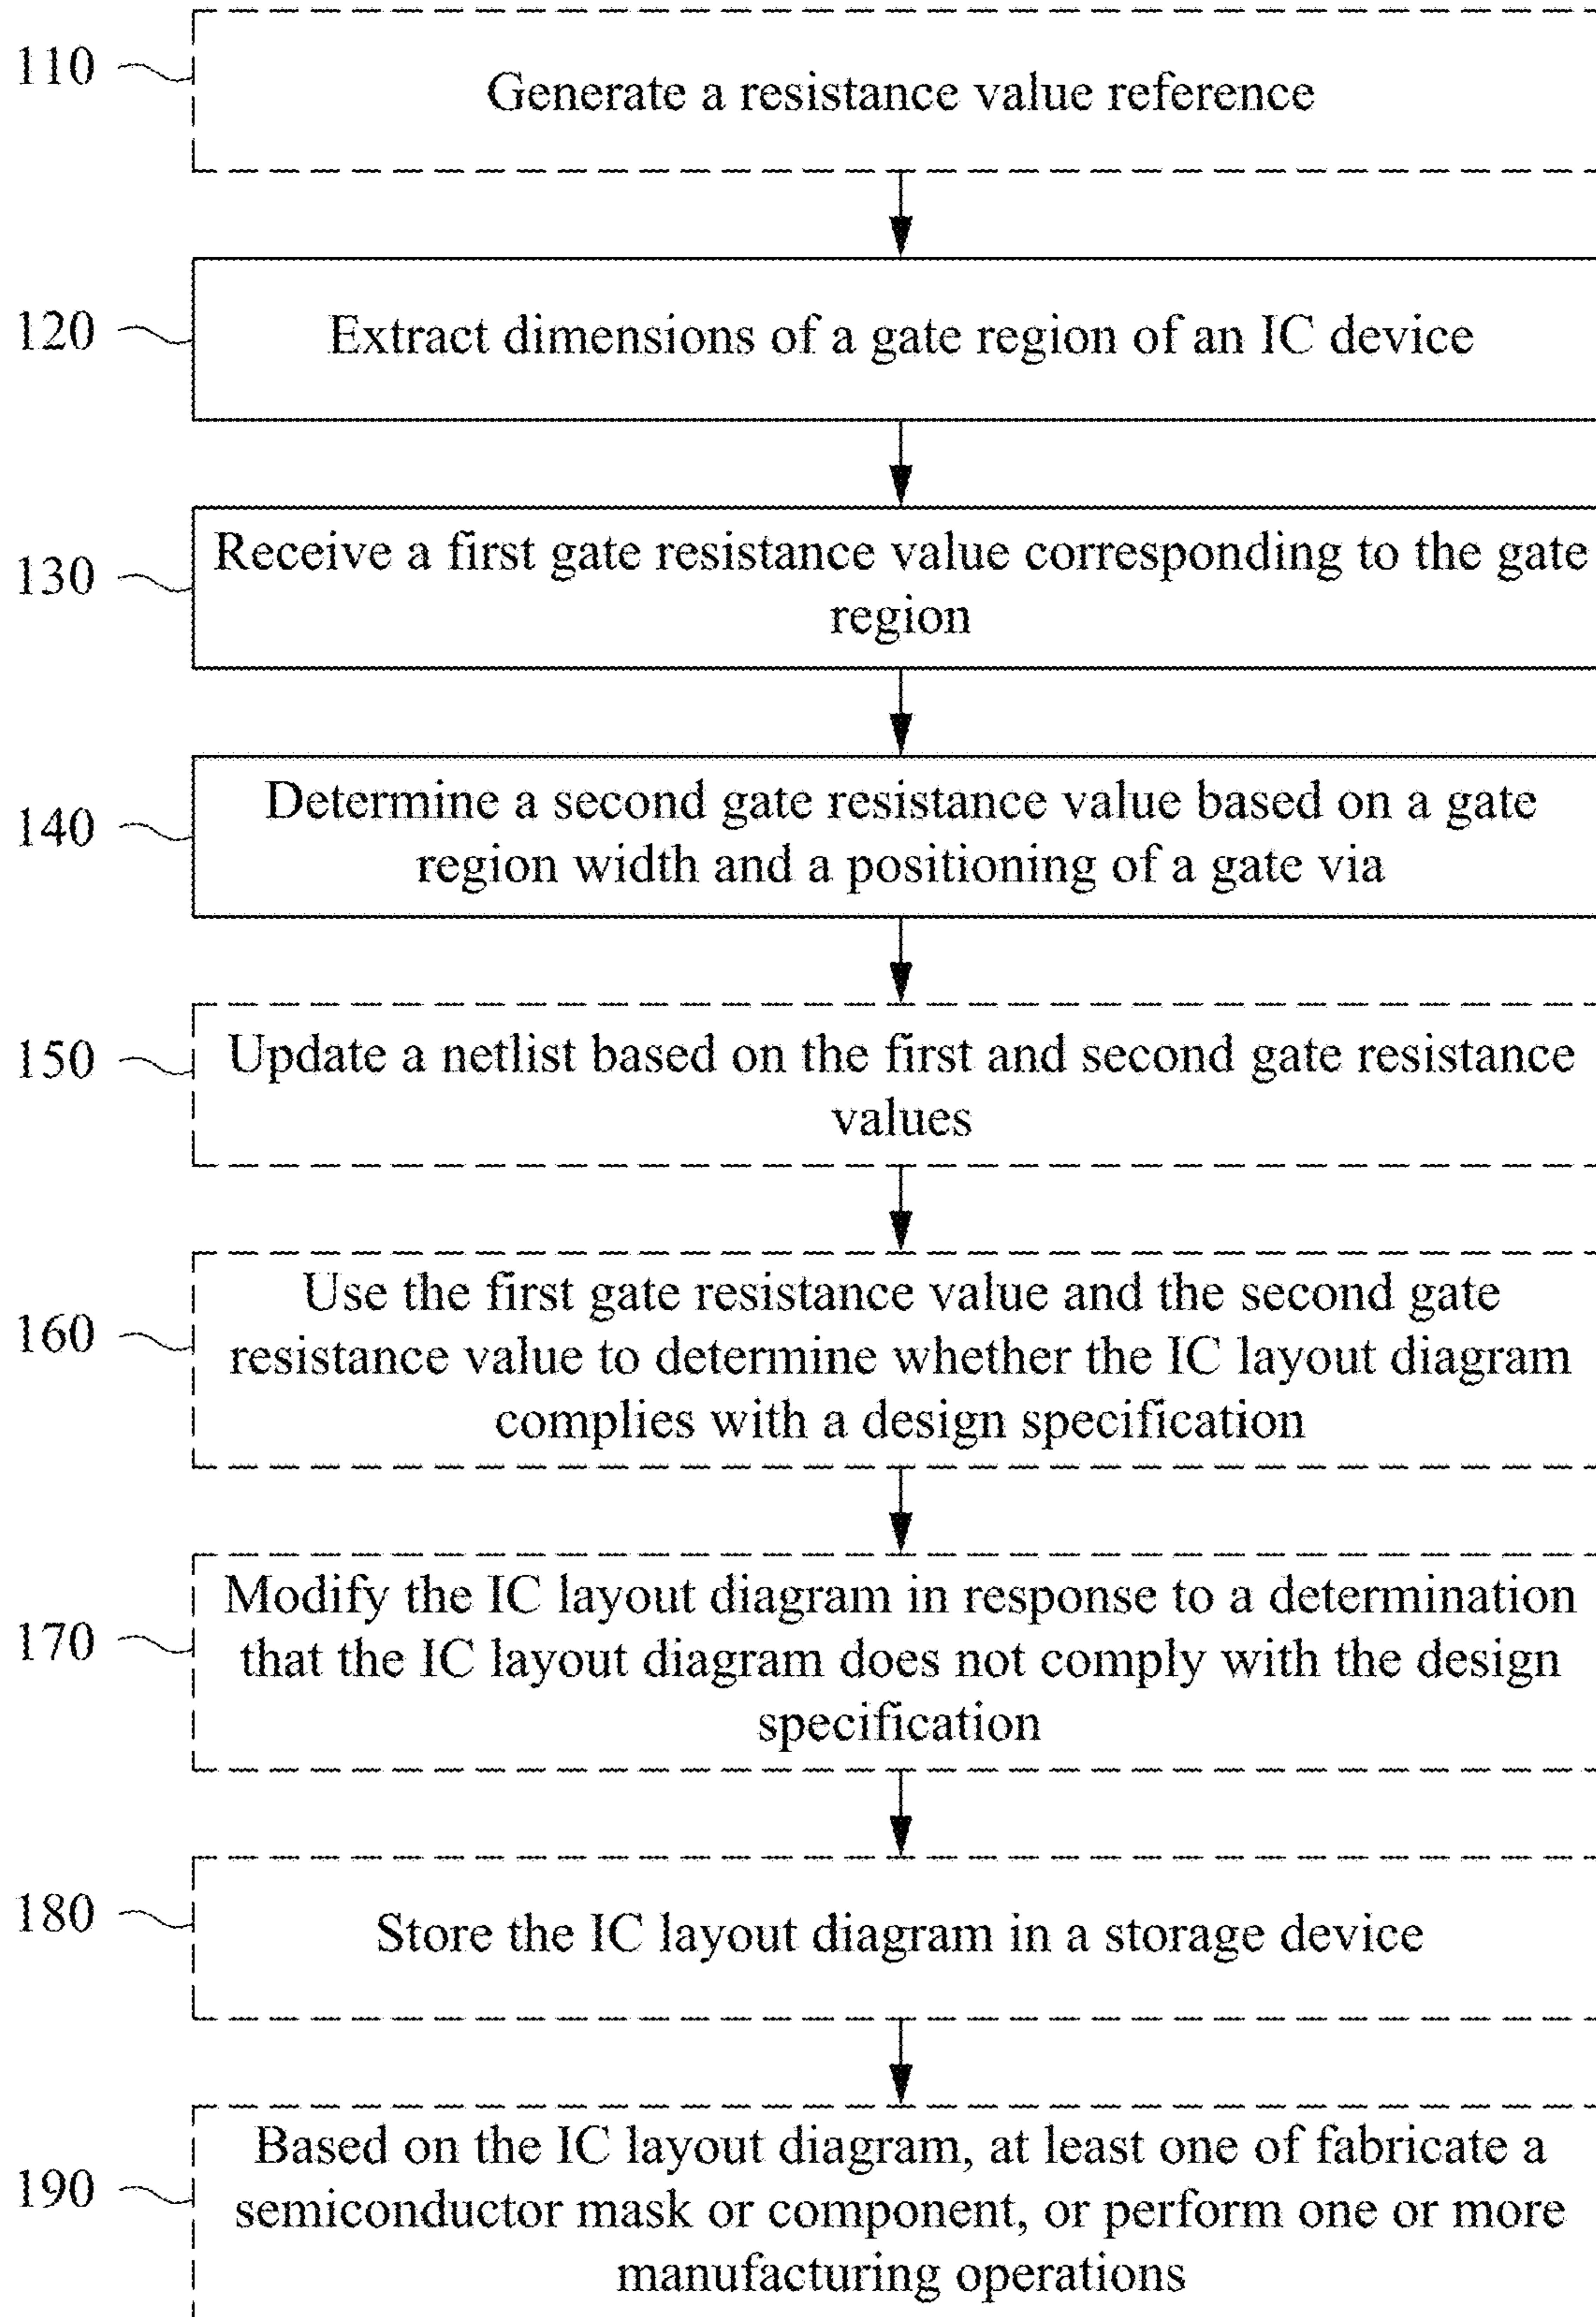 110
Generate a resistance value reference
120
Extract dimensions of a gate region of an IC device
130
Receive a first gate resistance value corresponding to the gate
region
140
Determine a second gate resistance value based on a gate
region width and a positioning of a gate via
150
Update a netlist based on the first and second gate resistance
values
160
Use the first gate resistance value and the second gate
resistance value to determine whether the IC layout diagram
complies with a design specification
170
Modify the IC layout diagram in response to a determination
that the IC layout diagram does not comply with the design
specification
180
Store the IC layout diagram in a storage device
190
Based on the IC layout diagram, at least one of fabricate a
semiconductor mask or component, or perform one or more
manufacturing operations